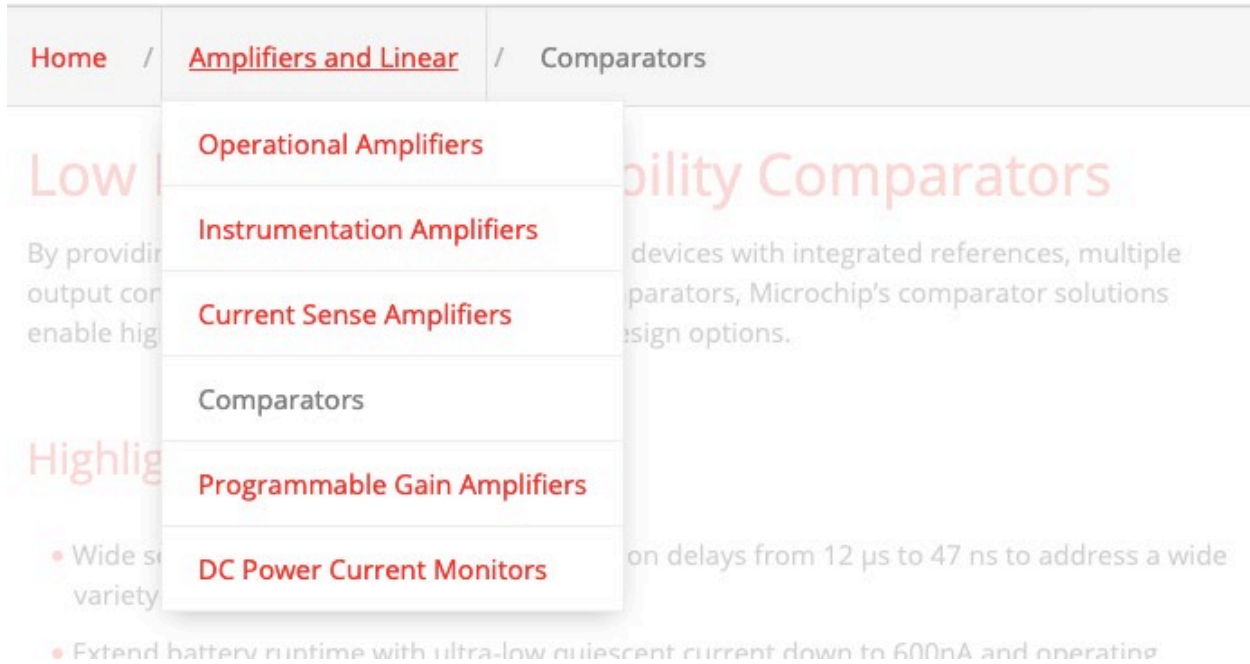 Home / Amplifiers and Linear / Comparators
Operational Amplifiers
Low bility Comparators
Instrumentation Amplifiers
By providin devices with integrated references, multiple
output con parators, Microchip's comparator solutions
Current Sense Amplifiers
enable hig sign options.
Comparators
Highlig
Programmable Gain Amplifiers
• Wide s on delays from 12 µs to 47 ns to address a wide
DC Power Current Monitors
variety
• Extend battery runtime with ultra-low quiescent current down to 600nA and operating